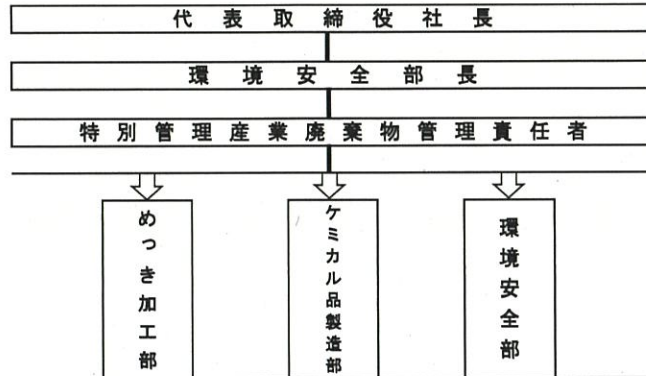 代表取締役社長
環境安全部長
特別管理産業廃棄物管理責任者
めっき加工部
ケミカル品製造部
環境安全部